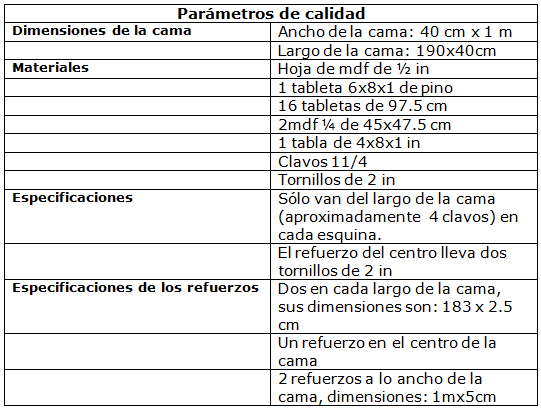 Parámetros de calidad
Dimensiones de la cama
Ancho de la cama: 40 cm x 1 m
Largo de la cama: 190x40cm
Materiales
Hoja de mdf de ½ in
1 tableta 6x8x1 de pino
16 tabletas de 97.5 cm
2mdf ¼ de 45x47.5 cm
1 tabla de 4x8x1 in
Clavos 11/4
Tornillos de 2 in
Especificaciones
Sólo van del largo de la cama
(aproximadamente 4 clavos) en
cada esquina.
El refuerzo del centro lleva dos
tornillos de 2 in
Especificaciones de los refuerzos
Dos en cada largo de la cama,
sus dimensiones son: 183 x 2.5
cm
Un refuerzo en el centro de la
cama
2 refuerzos a lo ancho de la
cama, dimensiones: 1mx5cm